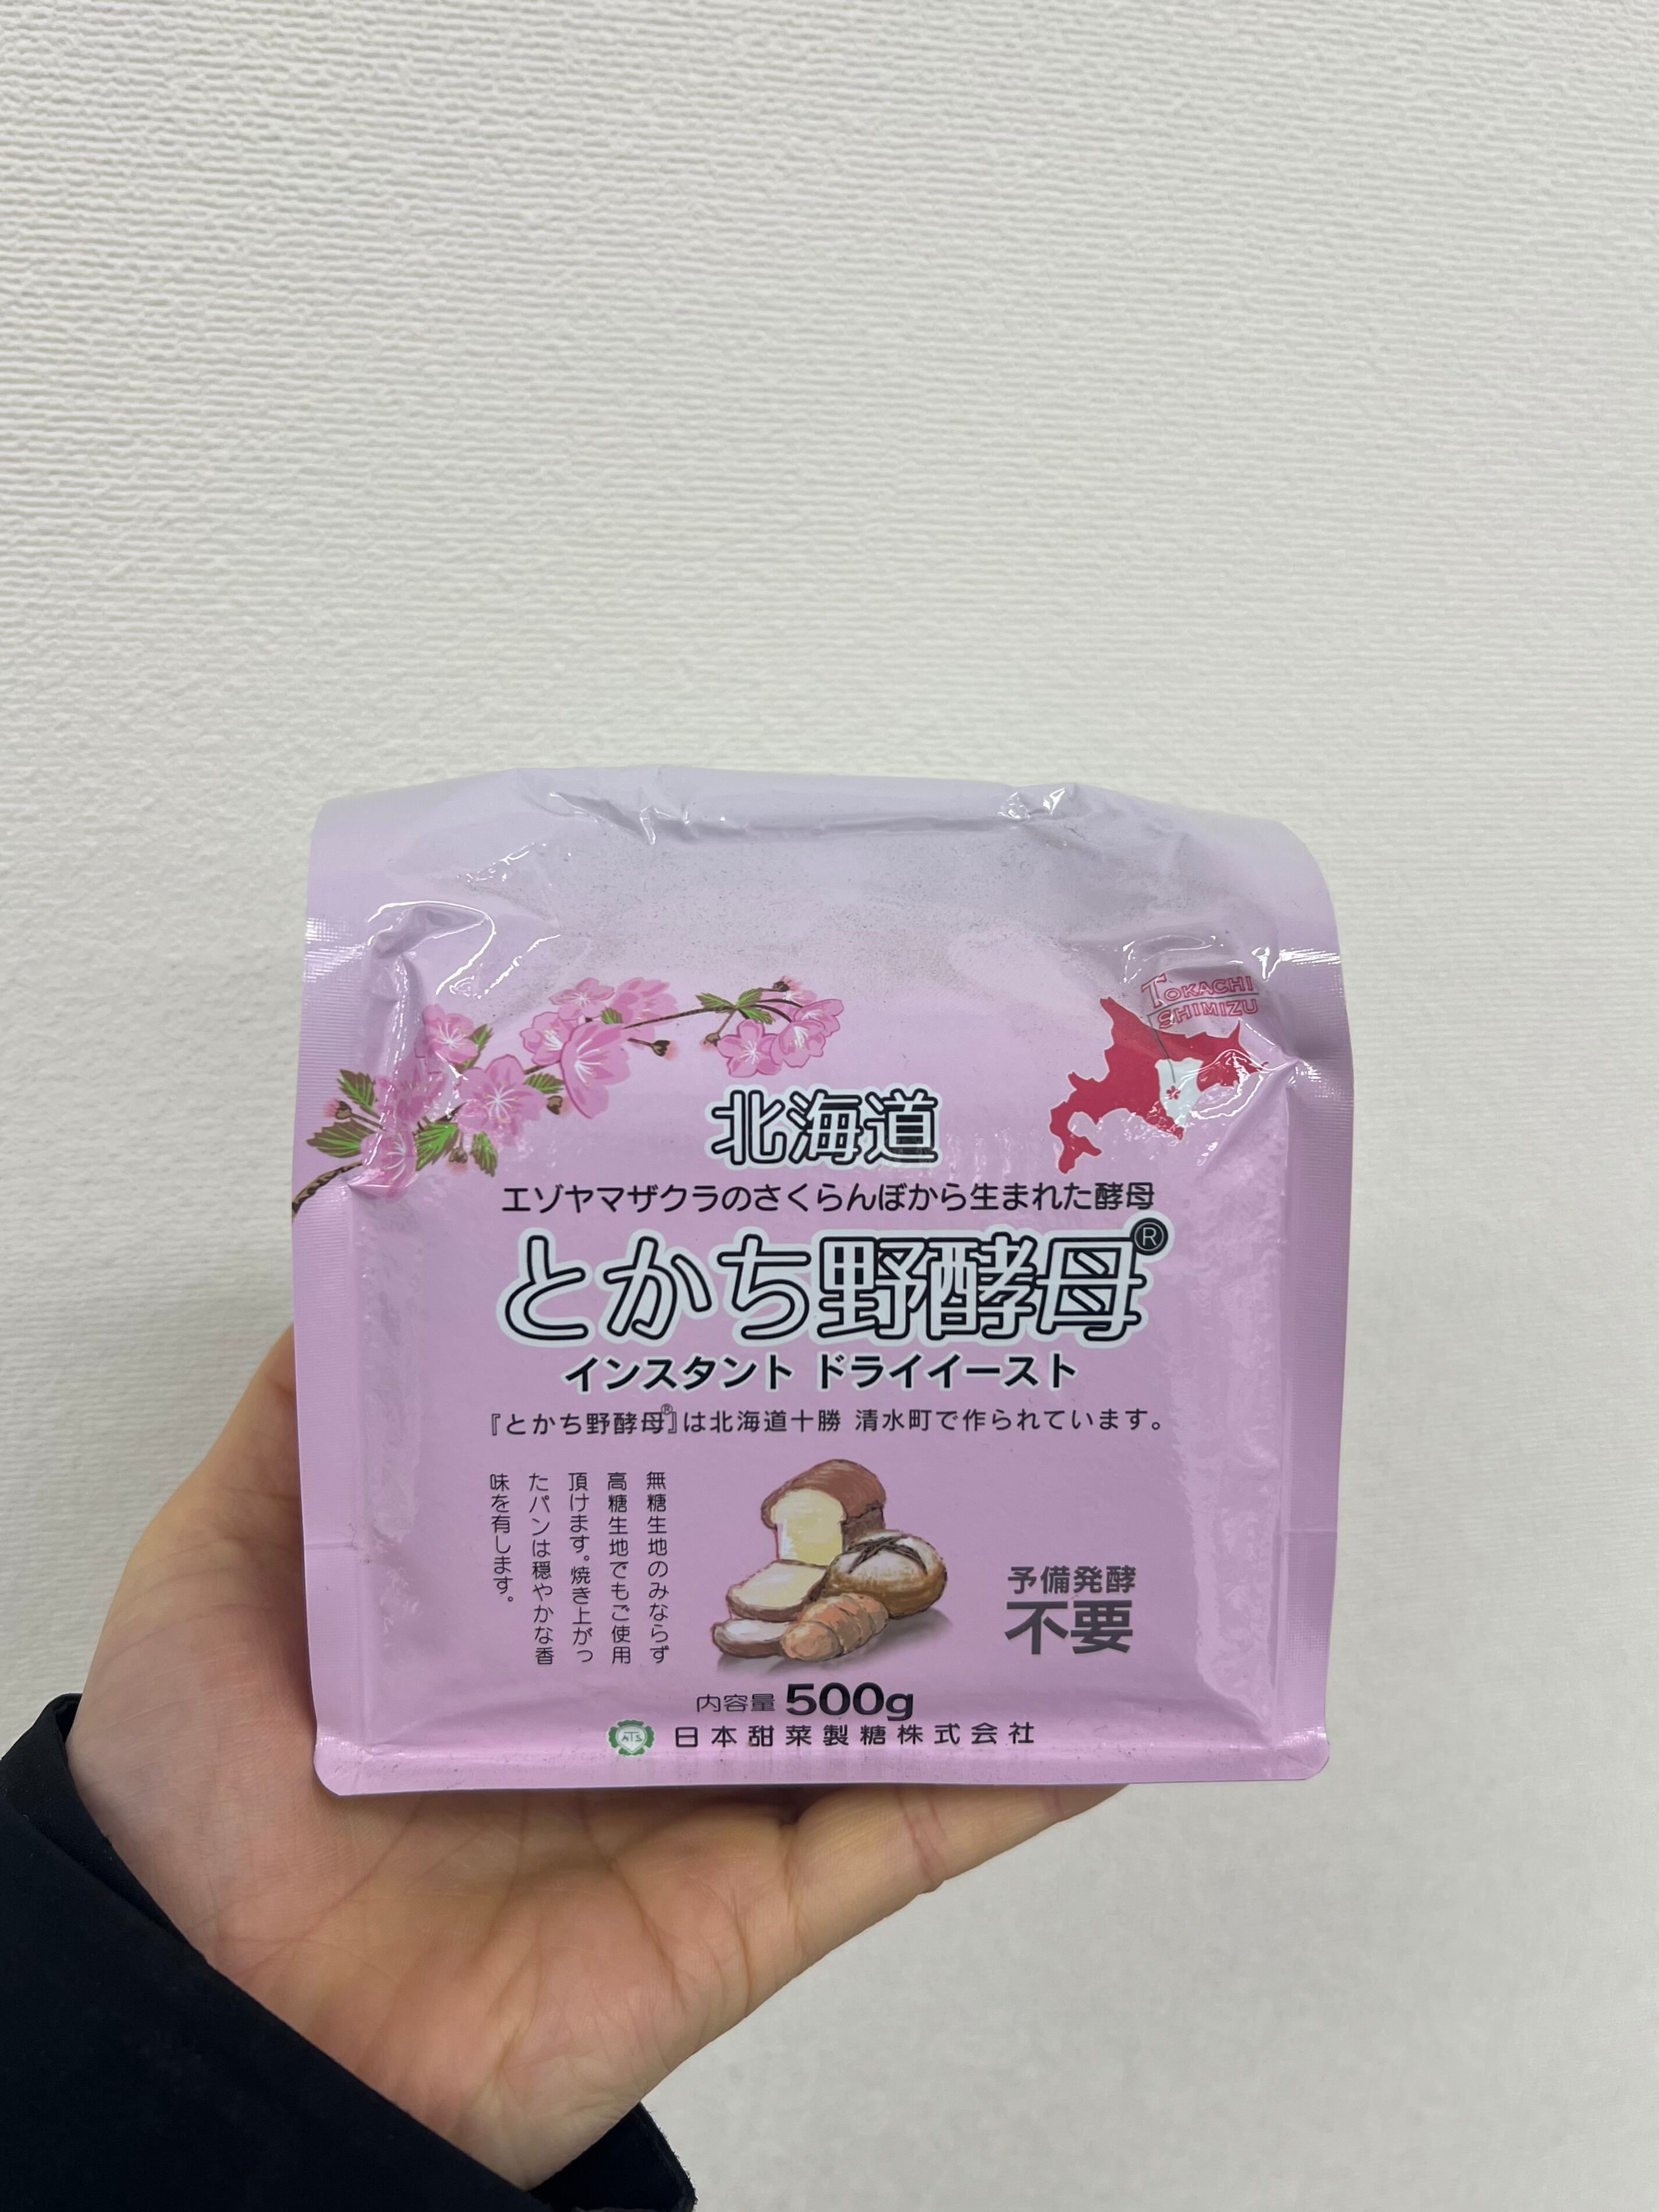 TOKACHI
SHIMIZU
北海道
エゾヤマザクラのさくらんぼから生まれた酵母
とかち野酵母®
インスタント ドライイースト
『とかち野酵母®』は北海道十勝 清水町で作られています。
無糖生地のみならず
高糖生地でもご使用
頂けます。焼き上がっ
たパンは穏やかな香
味を有します。
予備発酵
不要
内容量 500g
日本甜菜製糖株式会社